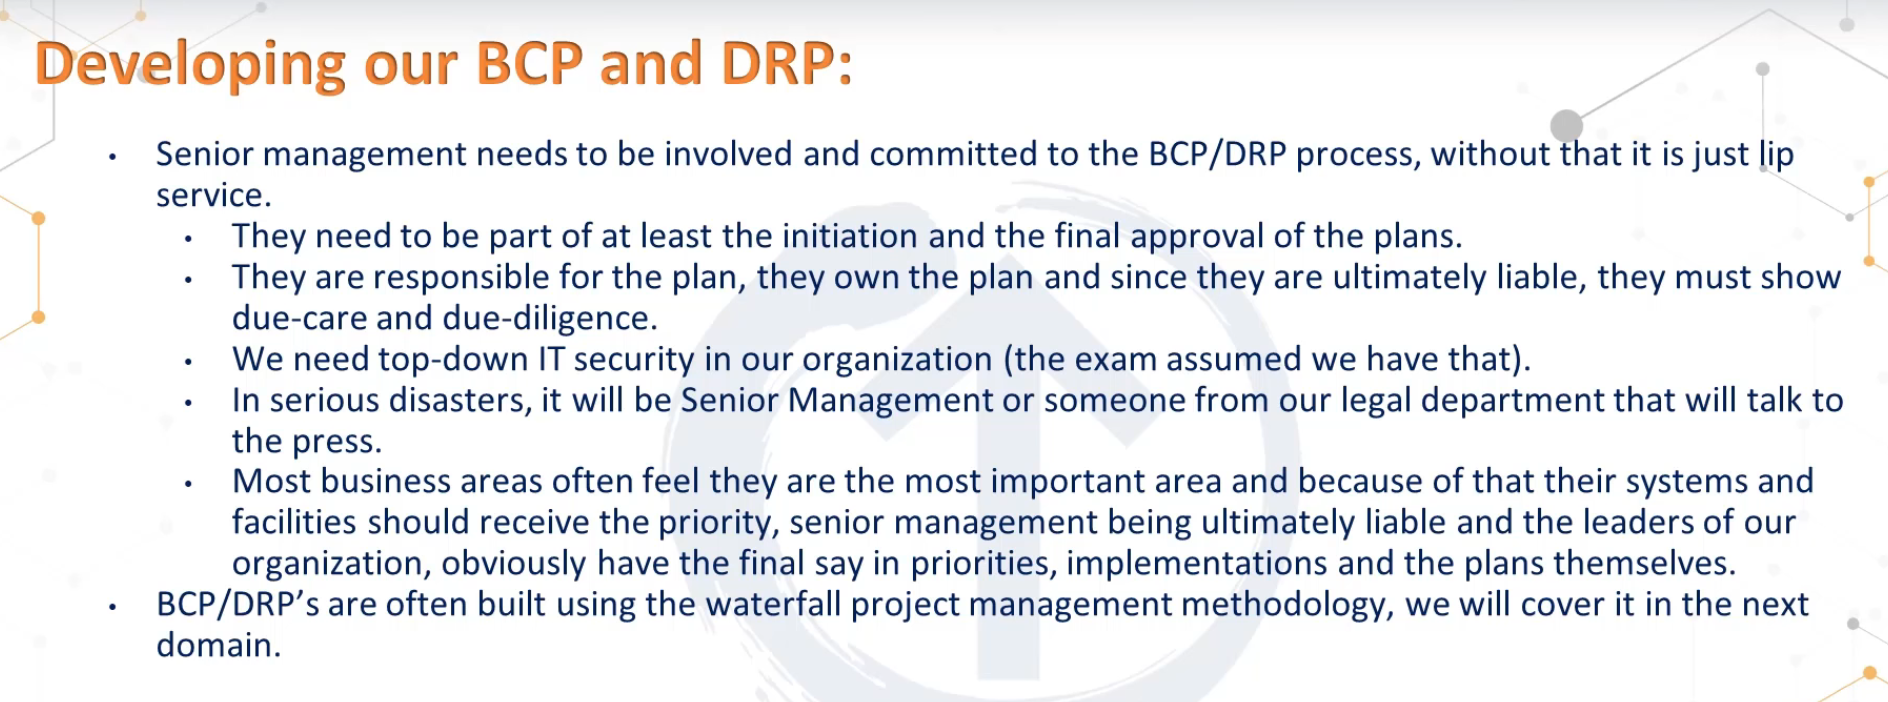 Developing our BCP and DRP:
• Senior management needs to be involved and committed to the BCP/DRP process, without that it is just lip
service.
• They need to be part of at least the initiation and the final approval of the plans.
• They are responsible for the plan, they own the plan and since they are ultimately liable, they must show
due-care and due-diligence.
• We need top-down IT security in our organization (the exam assumed we have that).
• In serious disasters, it will be Senior Management or someone from our legal department that will talk to
the press.
• Most business areas often feel they are the most important area and because of that their systems and
facilities should receive the priority, senior management being ultimately liable and the leaders of our
organization, obviously have the final say in priorities, implementations and the plans themselves.
• BCP/DRP’s are often built using the waterfall project management methodology, we will cover it in the next
domain.